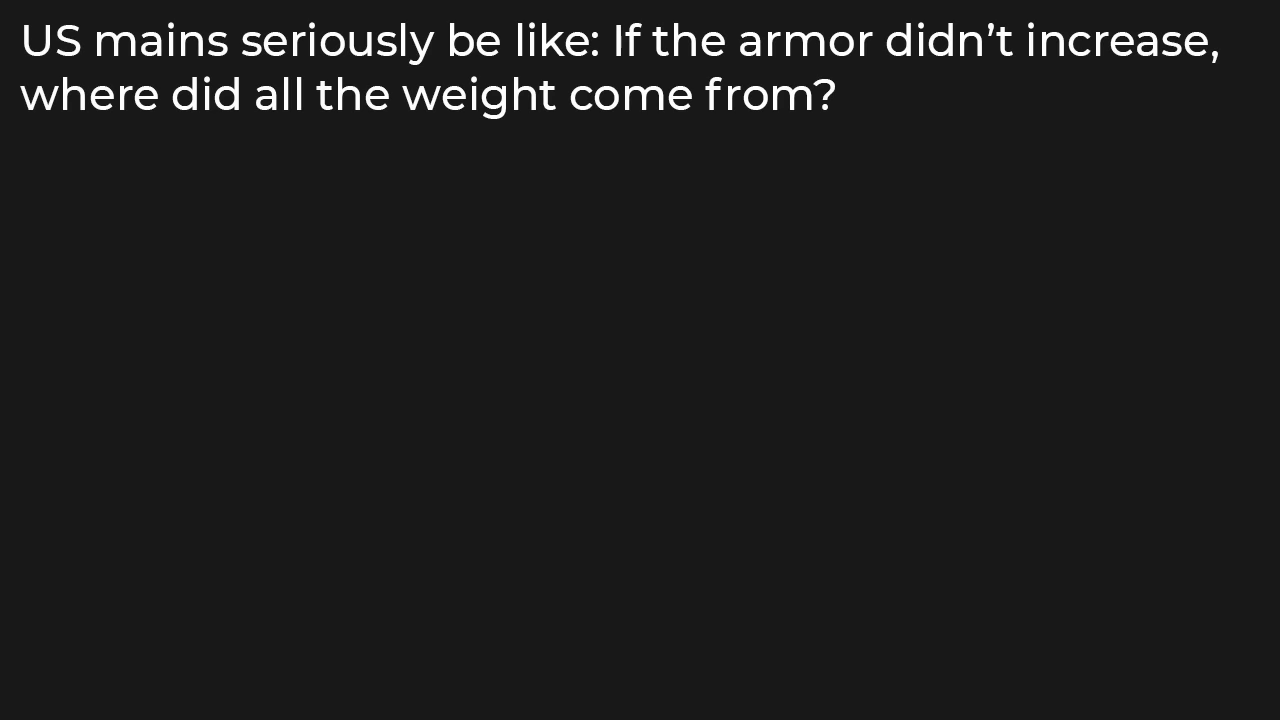 US mains seriously be like: If the armor didn’t increase,
where did all the weight come from?